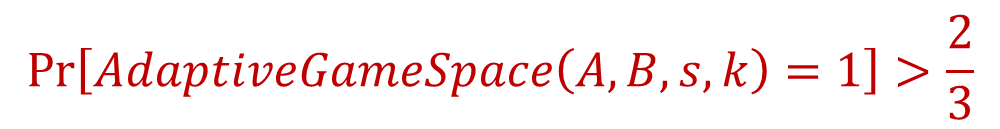 Pr[AdaptiveGameSpace(A, B, s, k) = 1] > 2/3